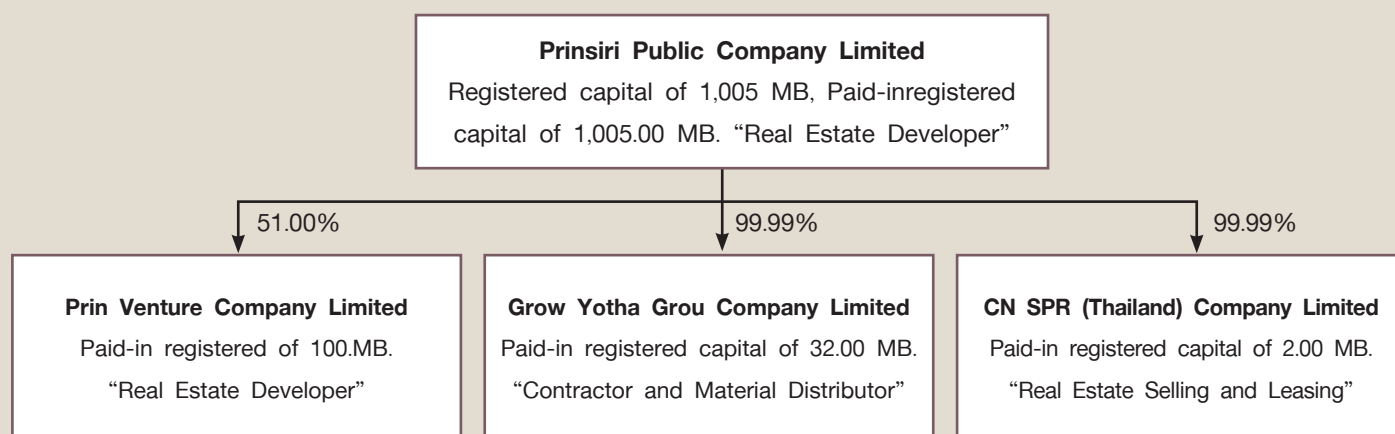 Prinsiri Public Company Limited
Registered capital of 1,005 MB, Paid-inregistered
capital of 1,005.00 MB. “Real Estate Developer”
51.00%
99.99%
99.99%
Prin Venture Company Limited
Paid-in registered of 100.MB.
“Real Estate Developer”
Grow Yotha Grou Company Limited
Paid-in registered capital of 32.00 MB.
“Contractor and Material Distributor”
CN SPR (Thailand) Company Limited
Paid-in registered capital of 2.00 MB.
“Real Estate Selling and Leasing”